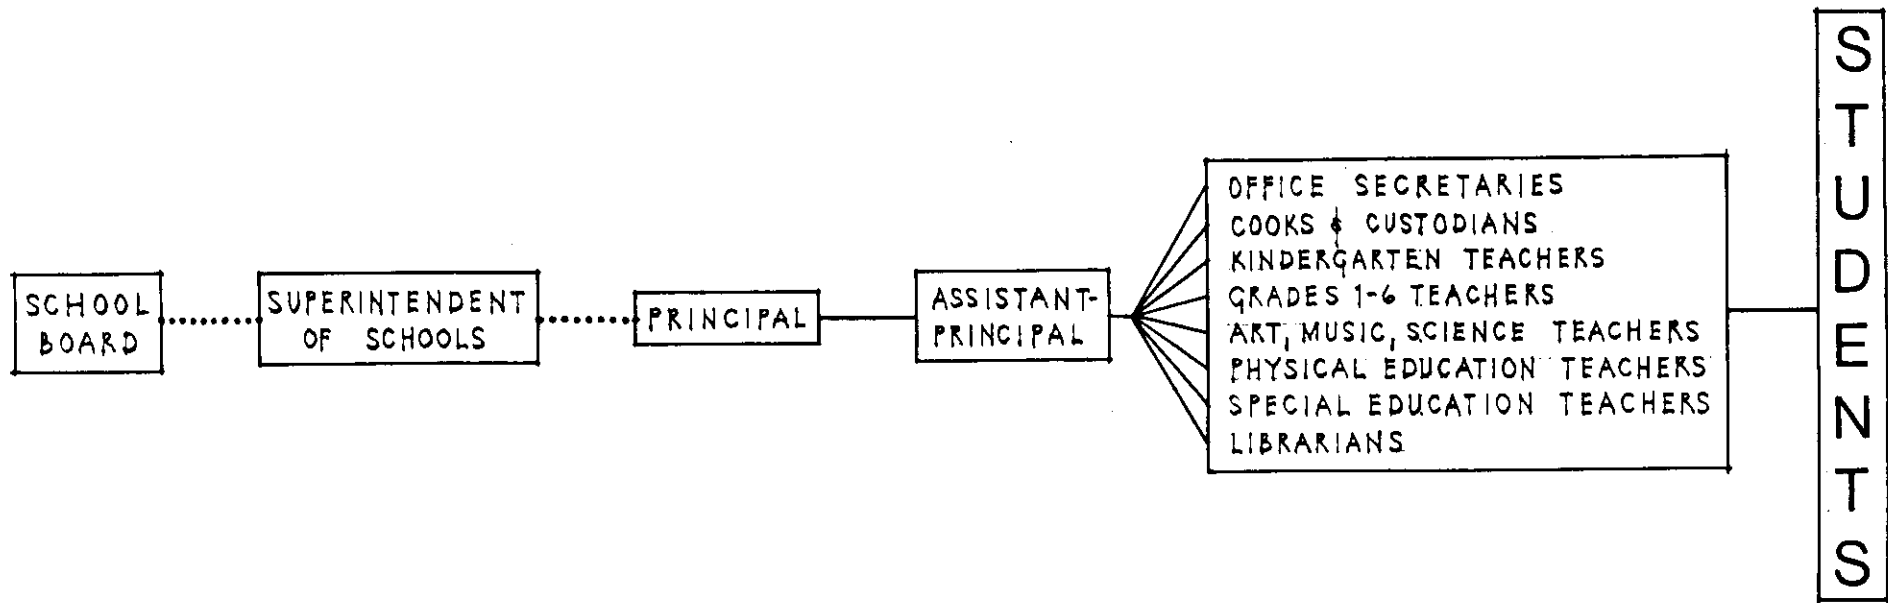 SCHOOL
BOARD
SUPERINTENDENT
OF SCHOOLS
PRINCIPAL
ASSISTANT-
PRINCIPAL
OFFICE SECRETARIES
COOKS & CUSTODIANS
KINDERGARTEN TEACHERS
GRADES 1-6 TEACHERS
ART, MUSIC, SCIENCE TEACHERS
PHYSICAL EDUCATION TEACHERS
SPECIAL EDUCATION TEACHERS
LIBRARIANS
STUDENTS